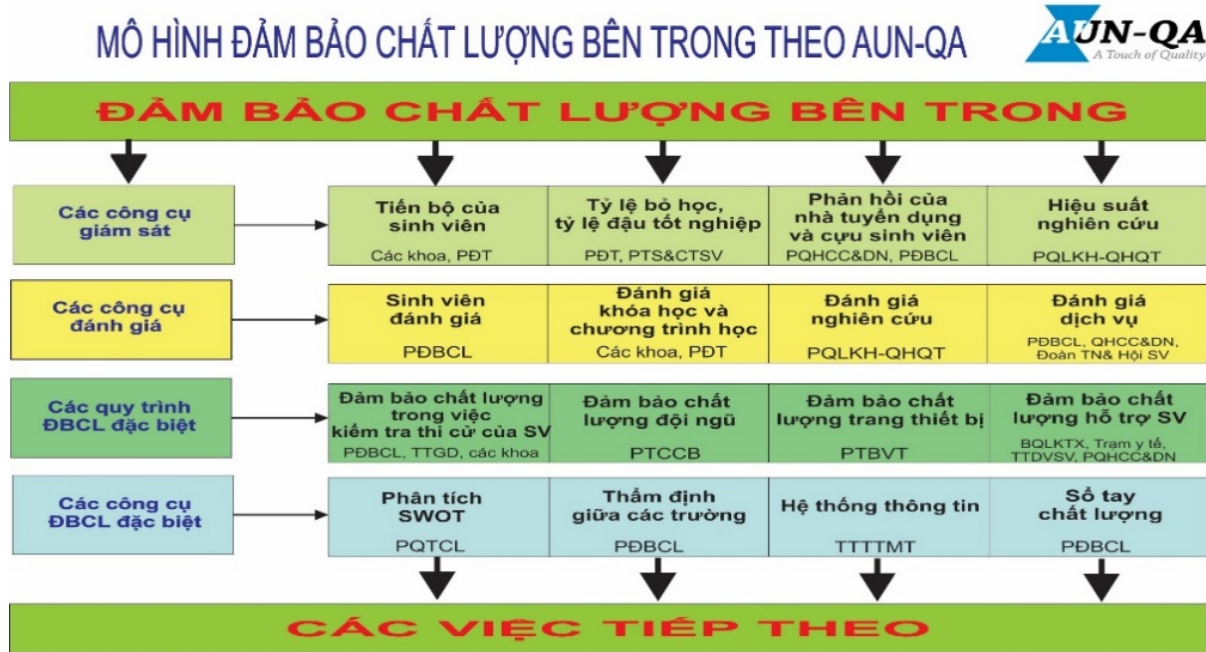 MÔ HÌNH ĐẢM BẢO CHẤT LƯỢNG BÊN TRONG THEO AUN-QA
AUN-QA
A Touch of Quality
ĐẢM BẢO CHẤT LƯỢNG BÊN TRONG
Các công cụ
giám sát
Tiến bộ của
sinh viên
Các khoa, PĐT
Tỷ lệ bỏ học,
tỷ lệ đậu tốt nghiệp
PĐT, PTS&CTSV
Phản hồi của
nhà tuyển dụng
và cựu sinh viên
PQHCC&DN, PĐBCL
Hiệu suất
nghiên cứu
PQLKH-QHQT
Các công cụ
đánh giá
Sinh viên
đánh giá
PĐBCL
Đánh giá
khóa học và
chương trình học
Các khoa, PĐT
Đánh giá
nghiên cứu
PQLKH-QHQT
Đánh giá
dịch vụ
PĐBCL, QHCC&DN,
Đoàn TN& Hội SV
Các quy trình
ĐBCL đặc biệt
Đảm bảo chất lượng
trong việc
kiểm tra thi cử của SV
PĐBCL, TTGD, các khoa
Đảm bảo chất
lượng đội ngũ
PTCCB
Đảm bảo chất
lượng trang thiết bị
PTBVT
Đảm bảo chất
lượng hỗ trợ SV
BQLKTX, Trạm y tế,
TTDVSV, PQHCC&DN
Các công cụ
ĐBCL đặc biệt
Phân tích
SWOT
PQTCL
Thẩm định
giữa các trường
PĐBCL
Hệ thống thông tin
TTTTMT
Sổ tay
chất lượng
PĐBCL
CÁC VIỆC TIẾP THEO